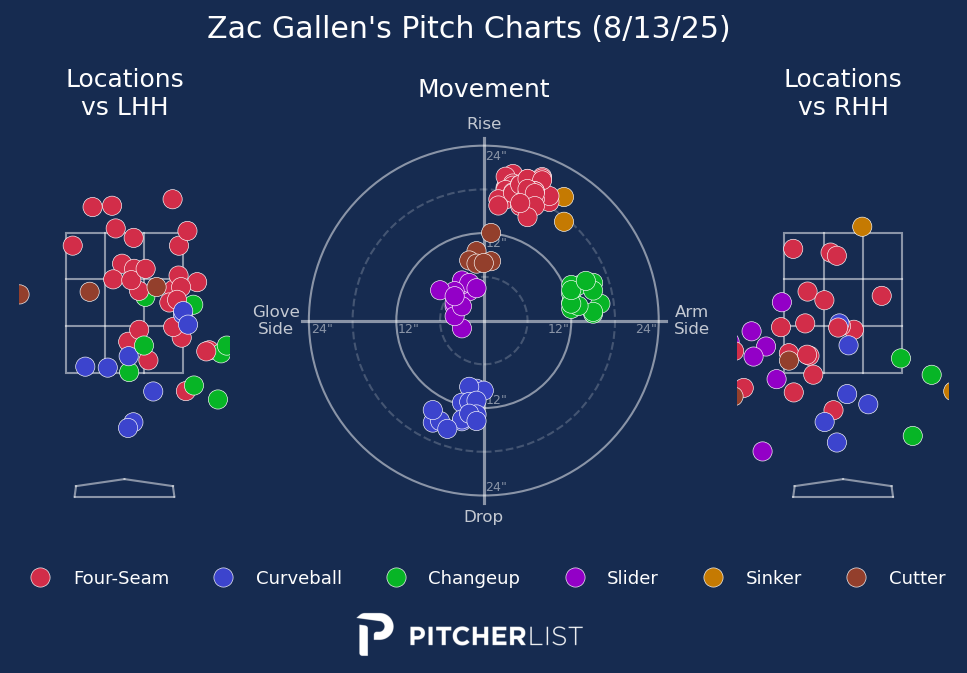 Zac Gallen's Pitch Charts (8/13/25)
Locations
vs LHH
Movement
Locations
vs RHH
Rise
24"
12"
Glove
Side
24"
12"
12"
24"
Arm
Side
12"
24"
Drop
Four-Seam
Curveball
Changeup
Slider
Sinker
Cutter
PITCHERLIST